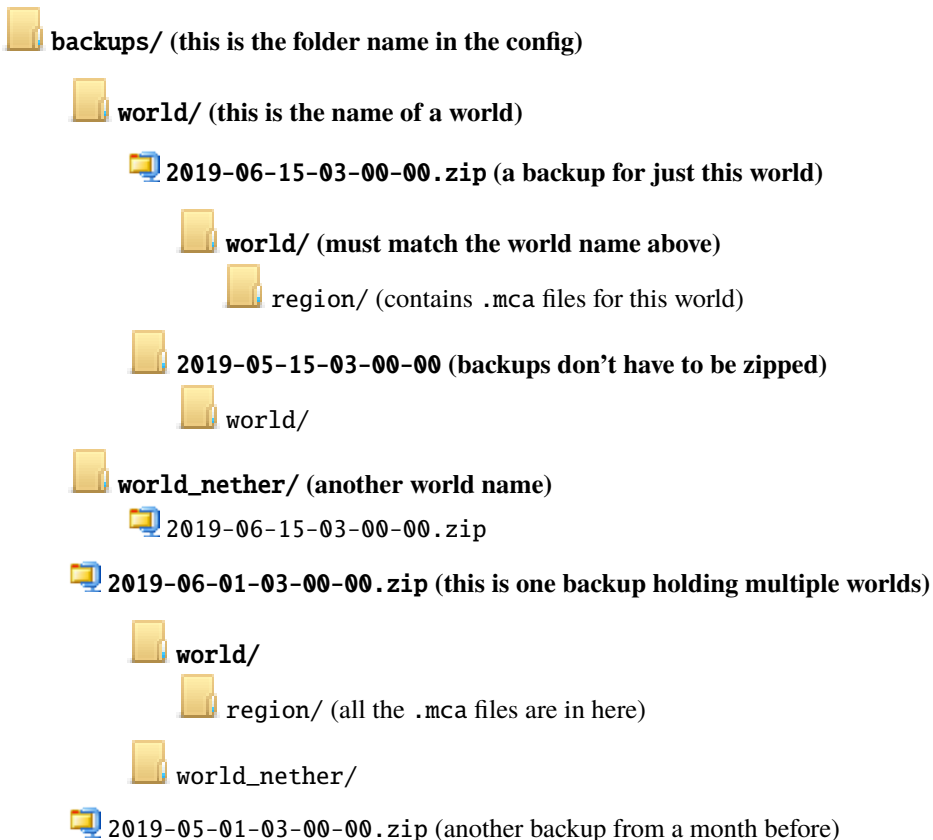 backups/ (this is the folder name in the config)
world/ (this is the name of a world)
2019-06-15-03-00-00.zip (a backup for just this world)
world/ (must match the world name above)
region/ (contains .mca files for this world)
2019-05-15-03-00-00 (backups don't have to be zipped)
world/
world_nether/ (another world name)
2019-06-15-03-00-00.zip
2019-06-01-03-00-00.zip (this is one backup holding multiple worlds)
world/
region/ (all the .mca files are in here)
world_nether/
2019-05-01-03-00-00.zip (another backup from a month before)